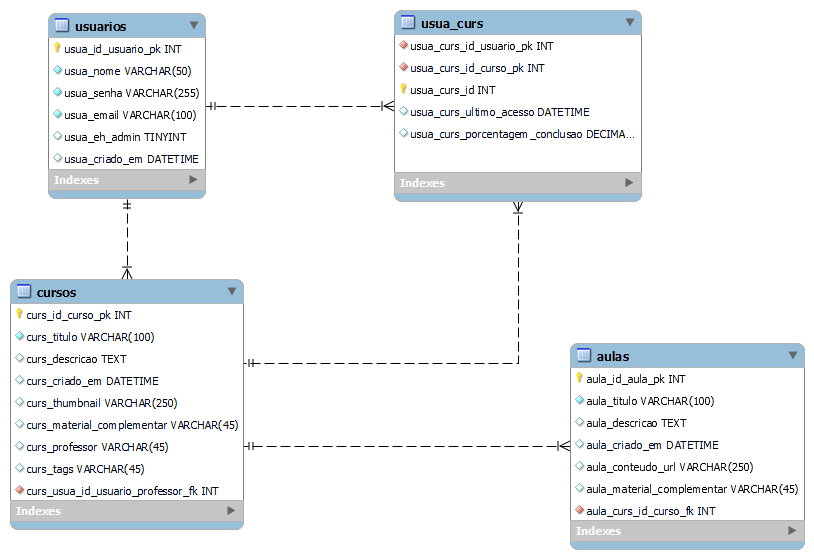 usuarios
usua_id_usuario_pk INT
usua_nome VARCHAR(50)
usua_senha VARCHAR(255)
usua_email VARCHAR(100)
usua_eh_admin TINYINT
usua_criado_em DATETIME
Indexes
usua_curs
usua_curs_id_usuario_pk INT
usua_curs_id_curso_pk INT
usua_curs_id INT
usua_curs_ultimo_acesso DATETIME
usua_curs_porcentagem_conclusao DECIMA...
Indexes
cursos
curs_id_curso_pk INT
curs_titulo VARCHAR(100)
curs_descricao TEXT
curs_criado_em DATETIME
curs_thumbnail VARCHAR(250)
curs_material_complementar VARCHAR(45)
curs_professor VARCHAR(45)
curs_tags VARCHAR(45)
curs_usua_id_usuario_professor_fk INT
Indexes
aulas
aula_id_aula_pk INT
aula_titulo VARCHAR(100)
aula_descricao TEXT
aula_criado_em DATETIME
aula_conteudo_url VARCHAR(250)
aula_material_complementar VARCHAR(45)
aula_curs_id_curso_fk INT
Indexes